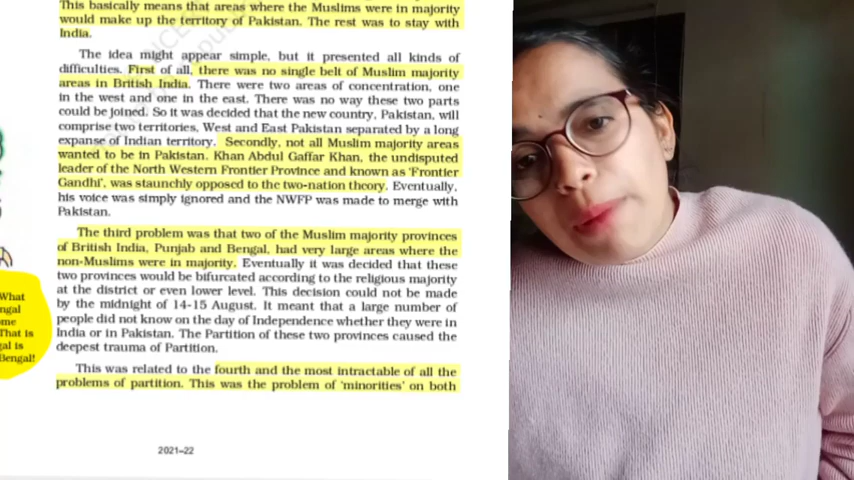 This basically means that areas where the Muslims were in majority
would make up the territory of Pakistan. The rest was to stay with
India.
The idea might appear simple, but it presented all kinds of
difficulties. First of all, there was no single belt of Muslim majority
areas in British India. There were two areas of concentration, one
in the west and one in the east. There was no way these two parts
could be joined. So it was decided that the new country, Pakistan, will
comprise two territories, West and East Pakistan separated by a long
expanse of Indian territory. Secondly, not all Muslim majority areas
wanted to be in Pakistan. Khan Abdul Gaffar Khan, the undisputed
leader of the North Western Frontier Province and known as 'Frontier
Gandhi', was staunchly opposed to the two-nation theory. Eventually,
his voice was simply ignored and the NWFP was made to merge with
Pakistan.
The third problem was that two of the Muslim majority provinces
of British India, Punjab and Bengal, had very large areas where the
non-Muslims were in majority. Eventually it was decided that these
two provinces would be bifurcated according to the religious majority
at the district or even lower level. This decision could not be made
by the midnight of 14-15 August. It meant that a large number of
people did not know on the day of Independence whether they were in
India or in Pakistan. The Partition of these two provinces caused the
deepest trauma of Partition.
This was related to the fourth and the most intractable of all the
problems of partition. This was the problem of 'minorities' on both
What
ngal
me
That is
gal is
Bengal!
2021–22